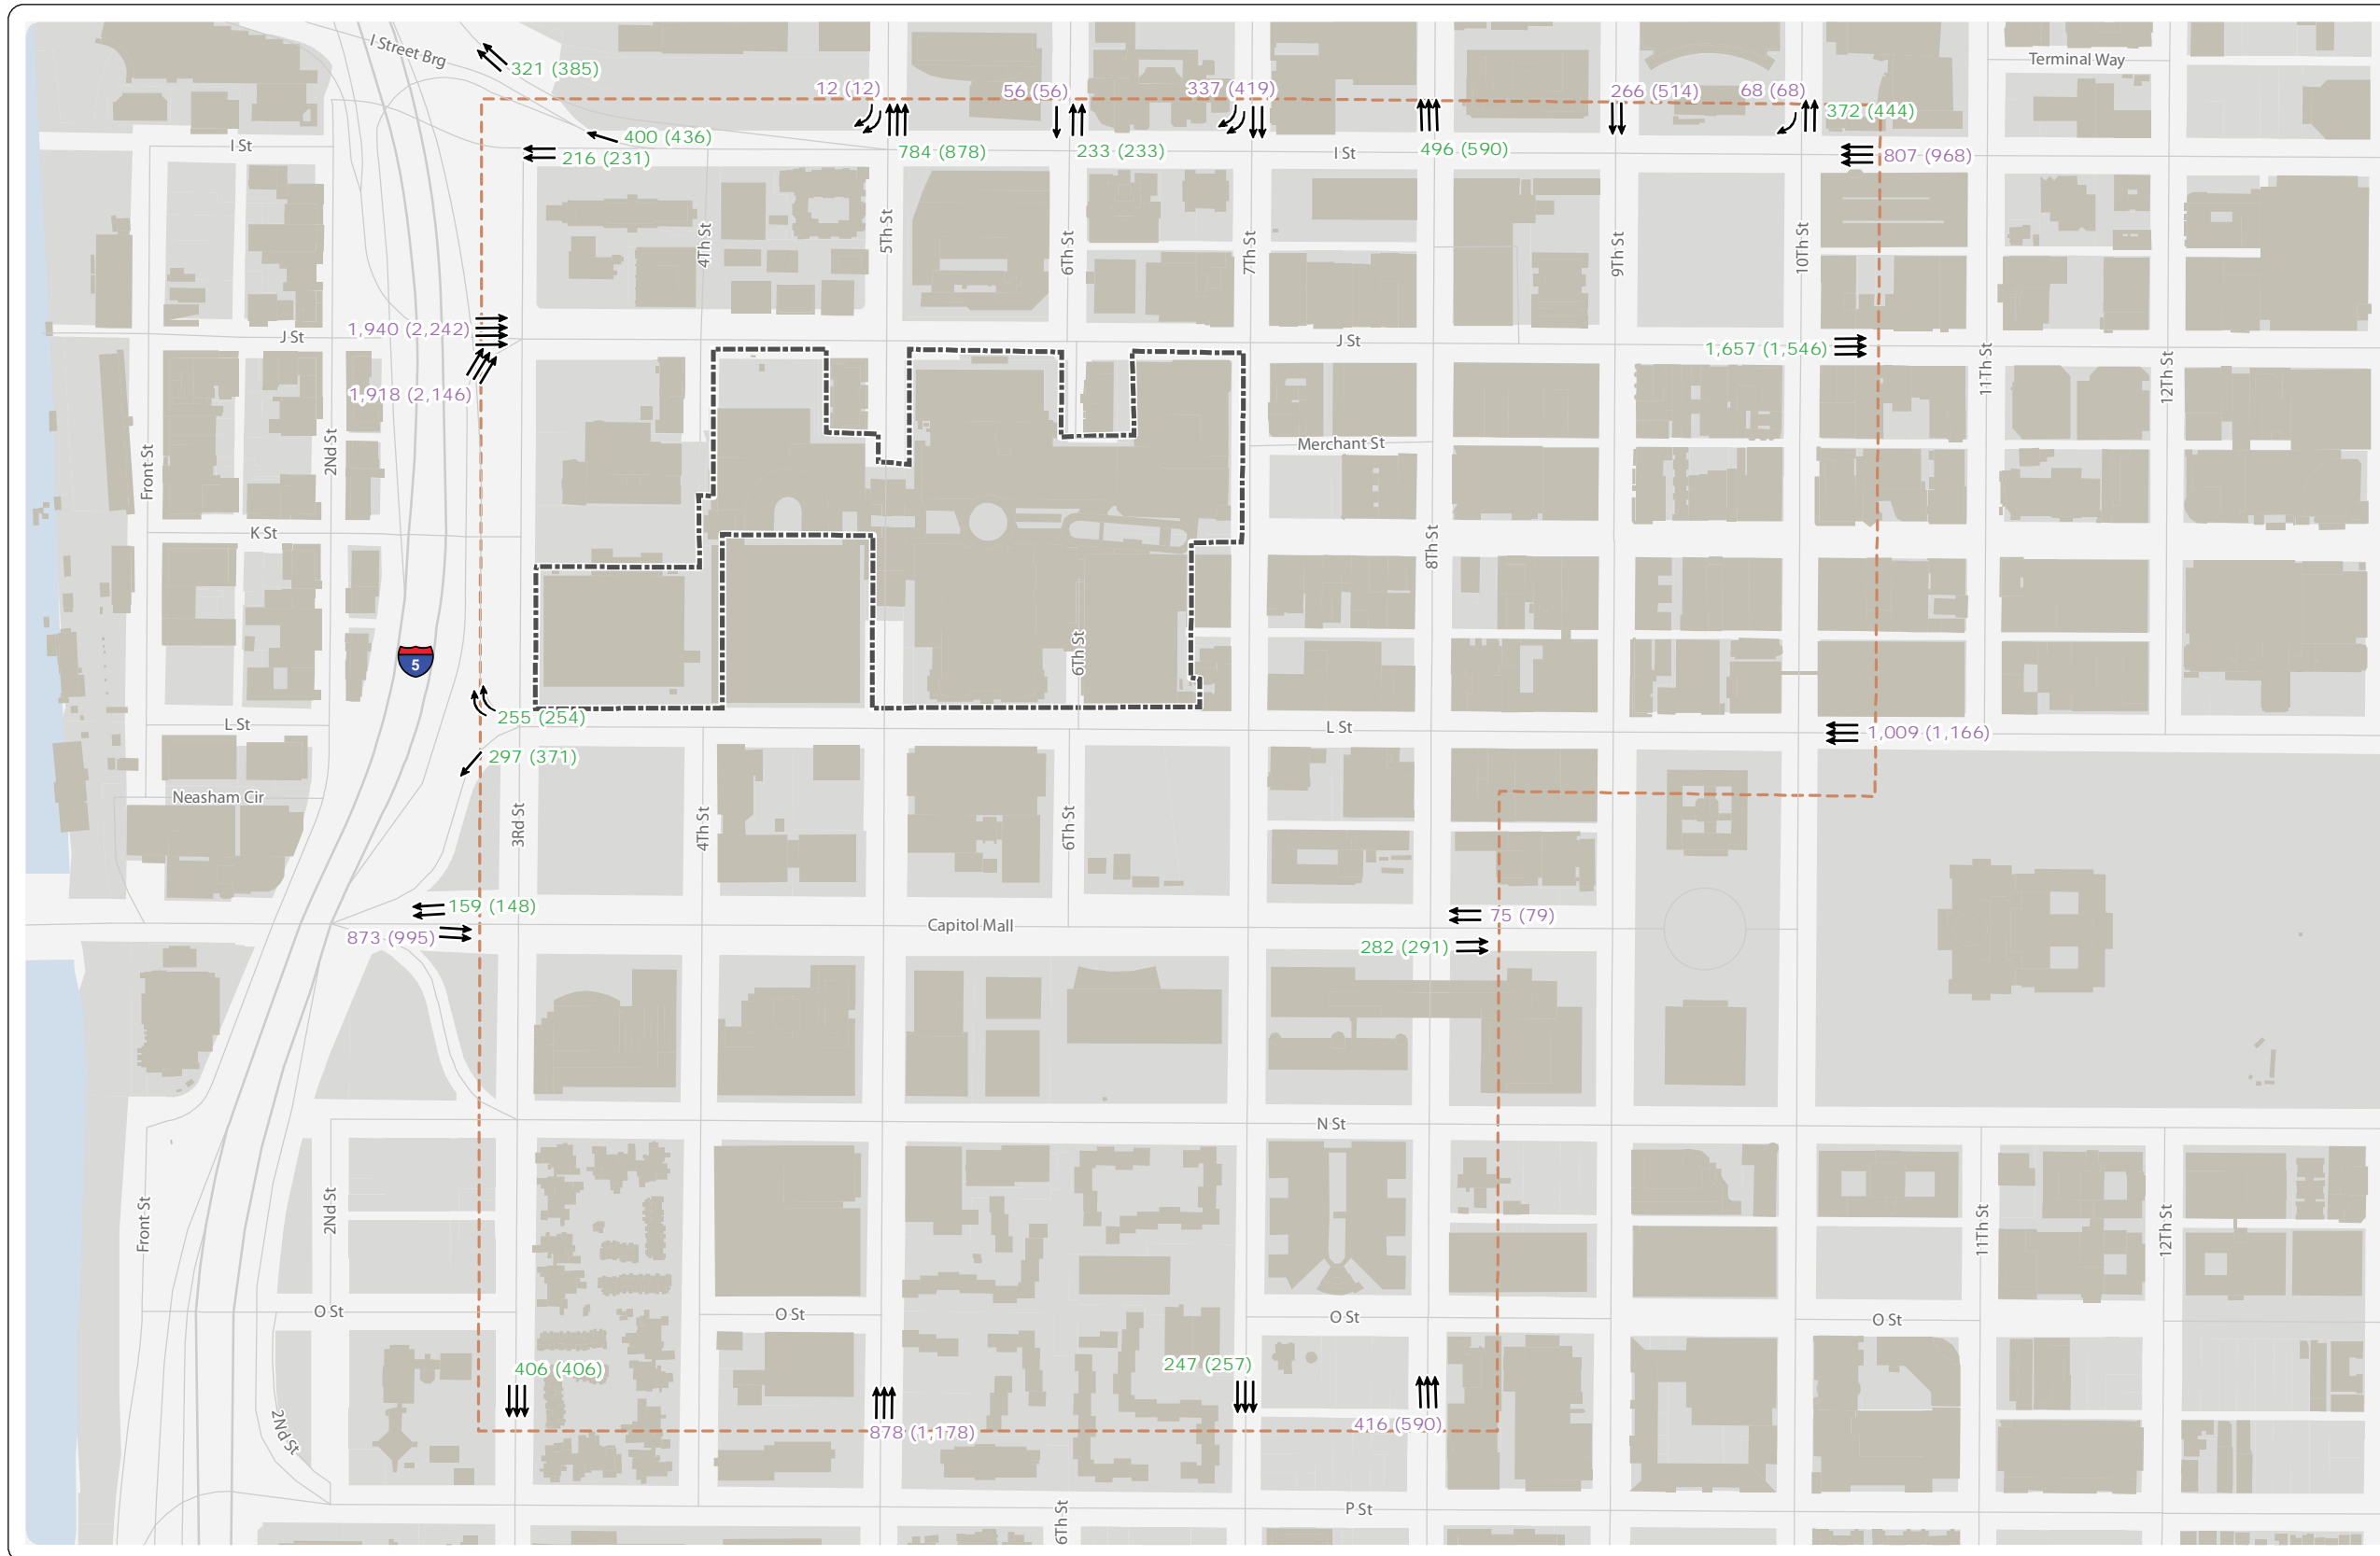 I Street Brg
321 (385)
Terminal Way
12 (12)
56 (56)
337 (419)
266 (514)
68 (68)
372 (444)
400 (436)
216 (231)
I St
784 (878)
233 (233)
I St
496 (590)
807 (968)
4Th St
5Th St
6Th St
7Th St
9Th St
10Th St
1,940 (2,242)
J St
J St
1,657 (1,546)
11Th St
12Th St
1,918 (2,146)
Front St
2Nd St
Merchant St
K St
8Th St
5
6Th St
255 (254)
L St
L St
1,009 (1,166)
297 (371)
Neasham Cir
3Rd St
4Th St
6Th St
159 (148)
873 (995)
Capitol Mall
75 (79)
282 (291)
N St
Front St
2Nd St
11Th St
12Th St
O St
O St
O St
O St
406 (406)
247 (257)
2Nd St
878 (1,178)
416 (590)
6Th St
P St